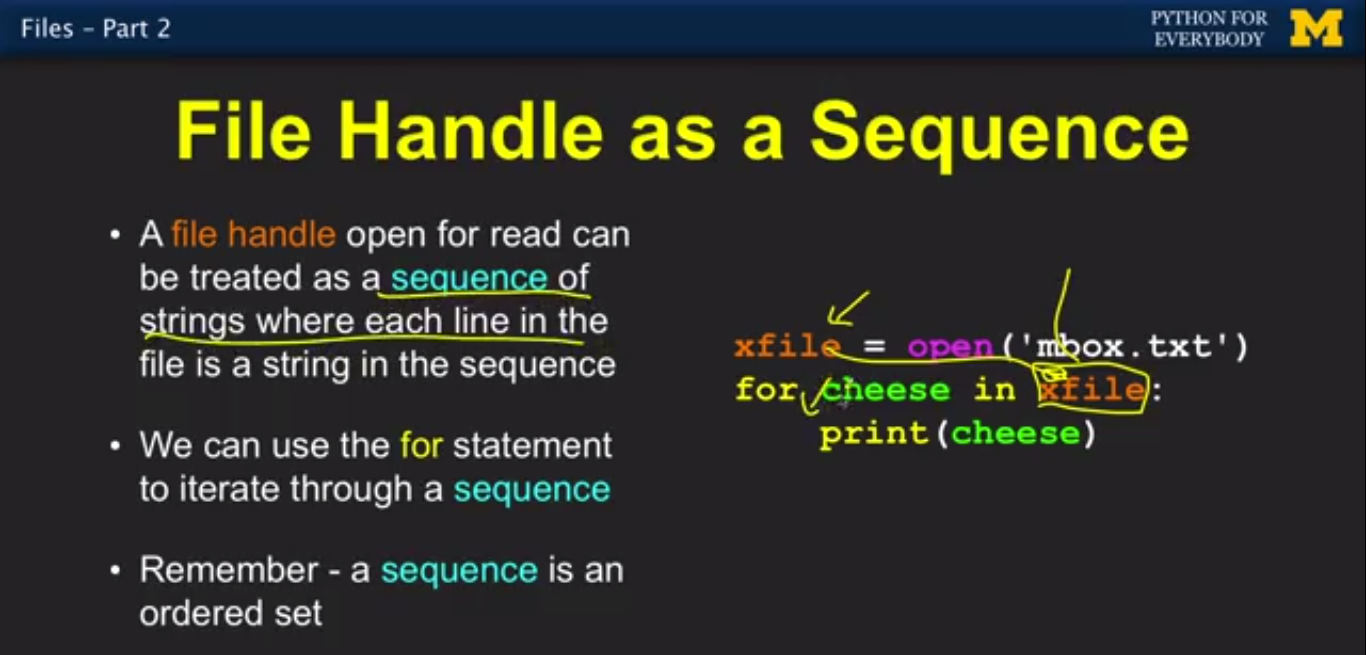 Files – Part 2
PYTHON FOR
EVERYBODY
M
File Handle as a Sequence
• A file handle open for read can
be treated as a sequence of
strings where each line in the
file is a string in the sequence
• We can use the for statement
to iterate through a sequence
• Remember - a sequence is an
ordered set
xfile = open('mbox.txt')
for cheese in xfile:
    print(cheese)